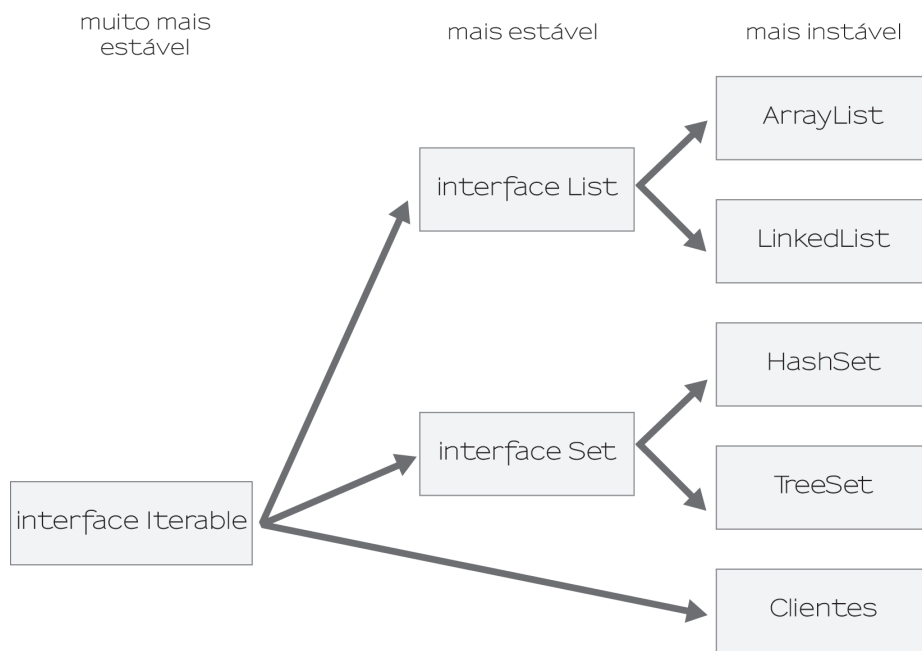 muito mais
estável
mais estável
mais instável
ArrayList
interface List
LinkedList
HashSet
interface Set
TreeSet
interface Iterable
Clientes